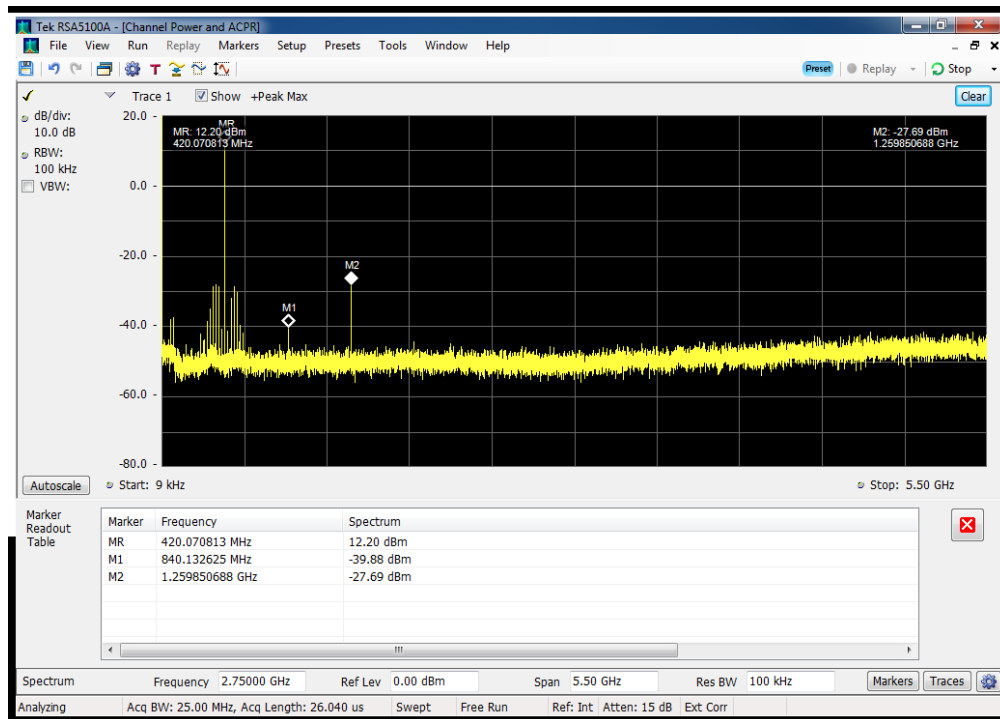 Tek RSA5100A - [Channel Power and ACPR]
File View Run Replay Markers Setup Presets Tools Window Help
T Preset Replay Stop
Trace 1 Show +Peak Max Clear
dB/div:
10.0 dB
RBW:
100 kHz
VBW:
20.0
0.0
-20.0
-40.0
-60.0
-80.0
MR
MR: 12.20 dBm
420.070813 MHz
M2: -27.69 dBm
1.259850688 GHz
M2
M1
Autoscale Start: 9 kHz Stop: 5.50 GHz
Marker
Readout
Table
Marker Frequency Spectrum
MR 420.070813 MHz 12.20 dBm
M1 840.132625 MHz -39.88 dBm
M2 1.259850688 GHz -27.69 dBm
Spectrum Frequency 2.75000 GHz Ref Lev 0.00 dBm Span 5.50 GHz Res BW 100 kHz Markers Traces
Analyzing Acq BW: 25.00 MHz, Acq Length: 26.040 us Swept Free Run Ref: Int Atten: 15 dB Ext Corr